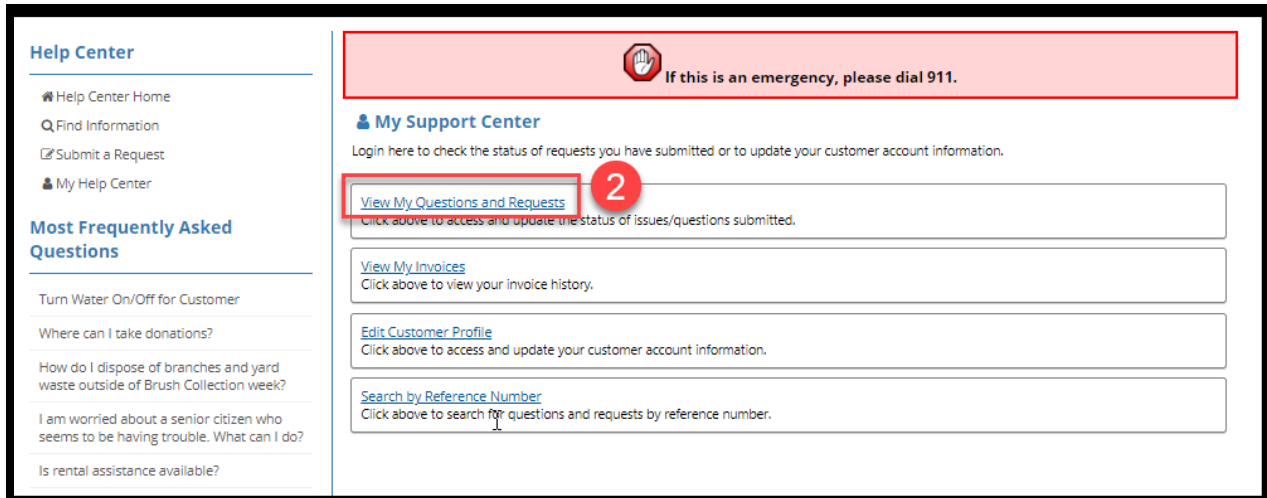 Help Center
Help Center Home
Find Information
Submit a Request
My Help Center
Most Frequently Asked
Questions
Turn Water On/Off for Customer
Where can I take donations?
How do I dispose of branches and yard
waste outside of Brush Collection week?
I am worried about a senior citizen who
seems to be having trouble. What can I do?
Is rental assistance available?
If this is an emergency, please dial 911.
My Support Center
Login here to check the status of requests you have submitted or to update your customer account information.
View My Questions and Requests
2
Click above to access and update the status of issues/questions submitted.
View My Invoices
Click above to view your invoice history.
Edit Customer Profile
Click above to access and update your customer account information.
Search by Reference Number
Click above to search for questions and requests by reference number.